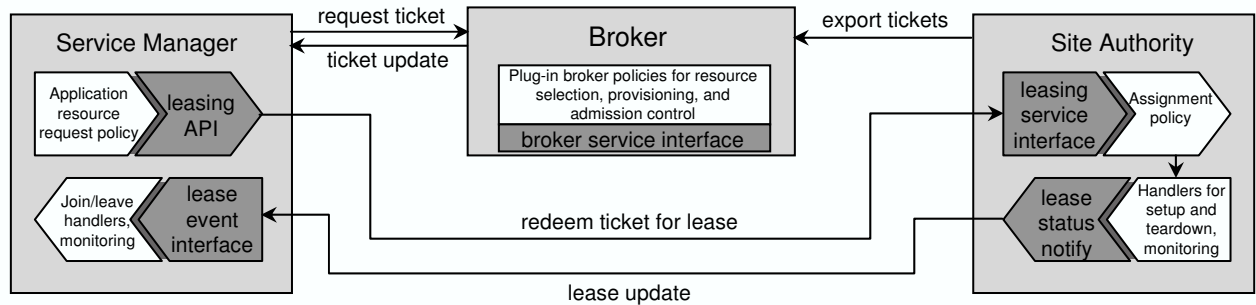 request ticket
ticket update
export tickets
Service Manager
Application
resource
request policy
leasing
API
Join/leave
handlers,
monitoring
lease
event
interface
Broker
Plug-in broker policies for resource
selection, provisioning, and
admission control
broker service interface
redeem ticket for lease
lease update
Site Authority
leasing
service
interface
Assignment
policy
lease
status
notify
Handlers for
setup and
teardown,
monitoring